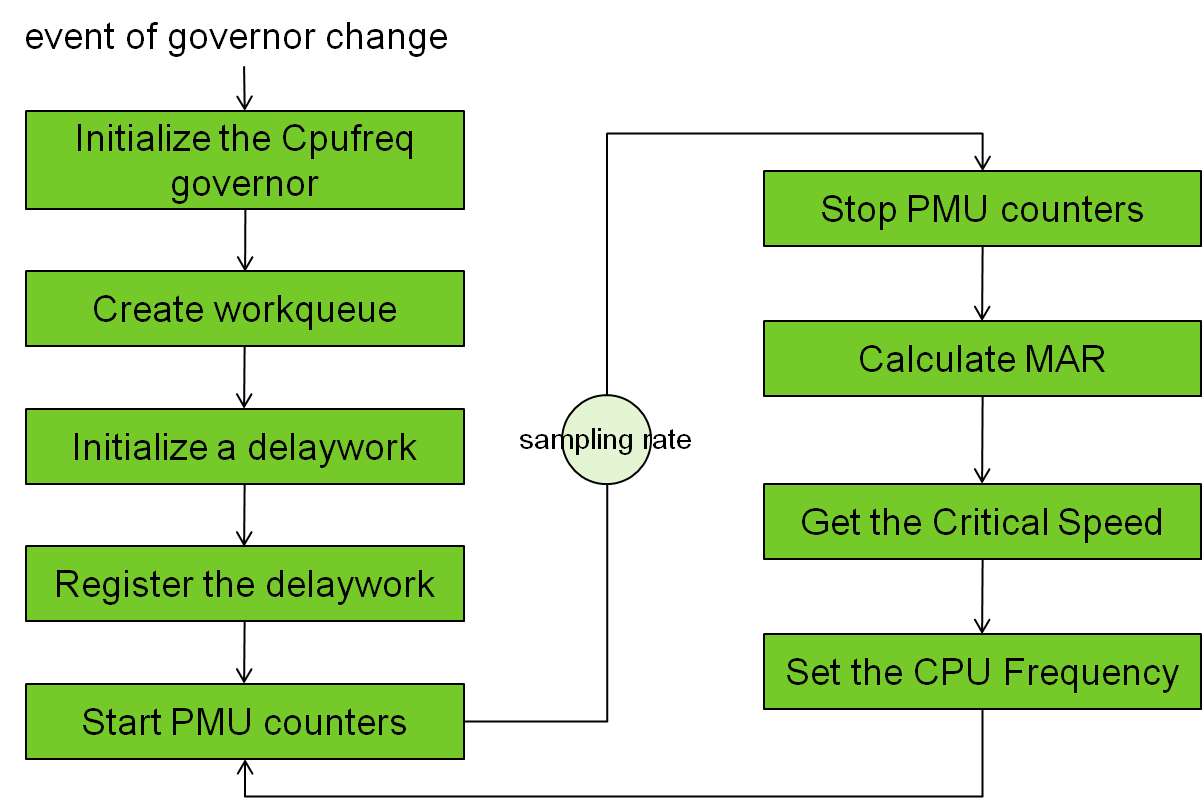 event of governor change
Initialize the Cpufreq
governor
Create workqueue
Initialize a delaywork
Register the delaywork
Start PMU counters
sampling rate
Stop PMU counters
Calculate MAR
Get the Critical Speed
Set the CPU Frequency